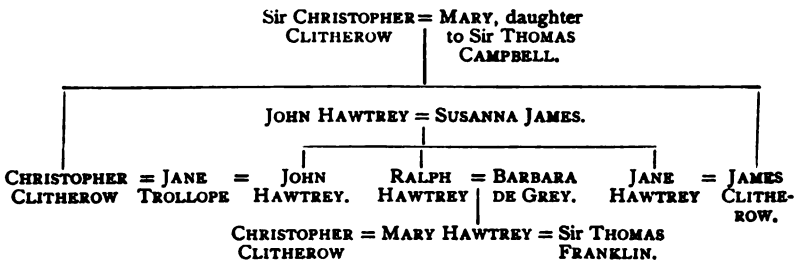 Sir CHRISTOPHER = MARY, daughter
CLITHEROW to Sir THOMAS
CAMPBELL.
JOHN HAWTREY = SUSANNA JAMES.
CHRISTOPHER = JANE = JOHN RALPH = BARBARA JANE = JAMES
CLITHEROW TROLLOPE HAWTREY. HAWTREY DE GREY. HAWTREY CLITHE-
ROW.
CHRISTOPHER = MARY HAWTREY = Sir THOMAS
CLITHEROW FRANKLIN.